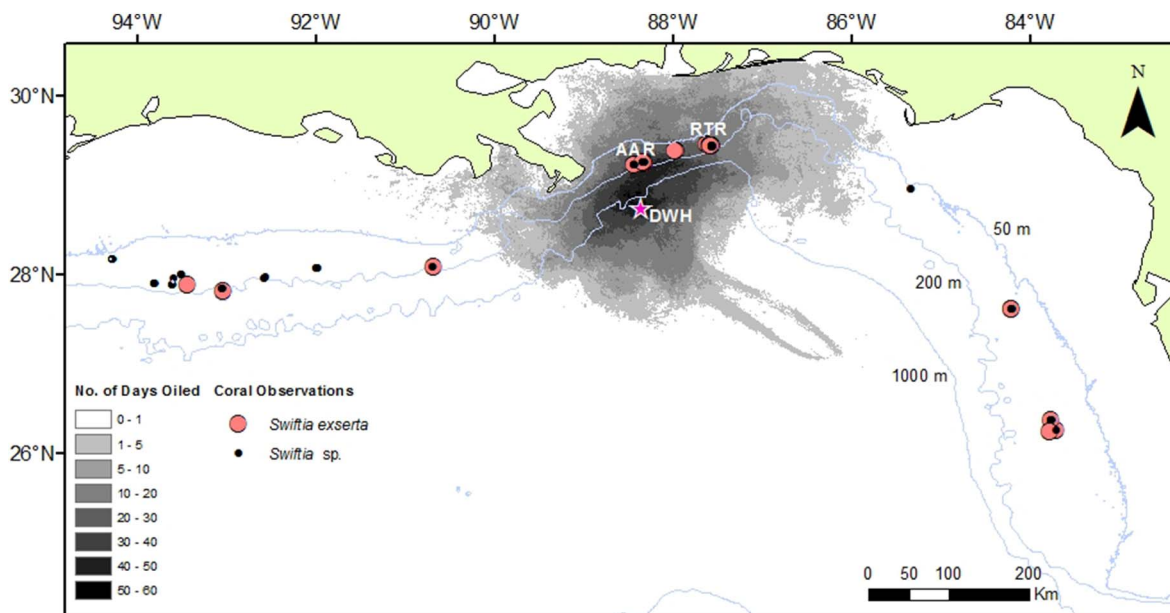 94°W 92°W 90°W 88°W 86°W 84°W
N
30°N
RTR
AAR
DWH
50 m
28°N
200 m
1000 m
No. of Days Oiled Coral Observations
0 - 1 Swiftia exserta
1 - 5 Swiftia sp.
26°N
5 - 10
10 - 20
20 - 30
30 - 40
40 - 50
50 - 60
0 50 100 200
Km